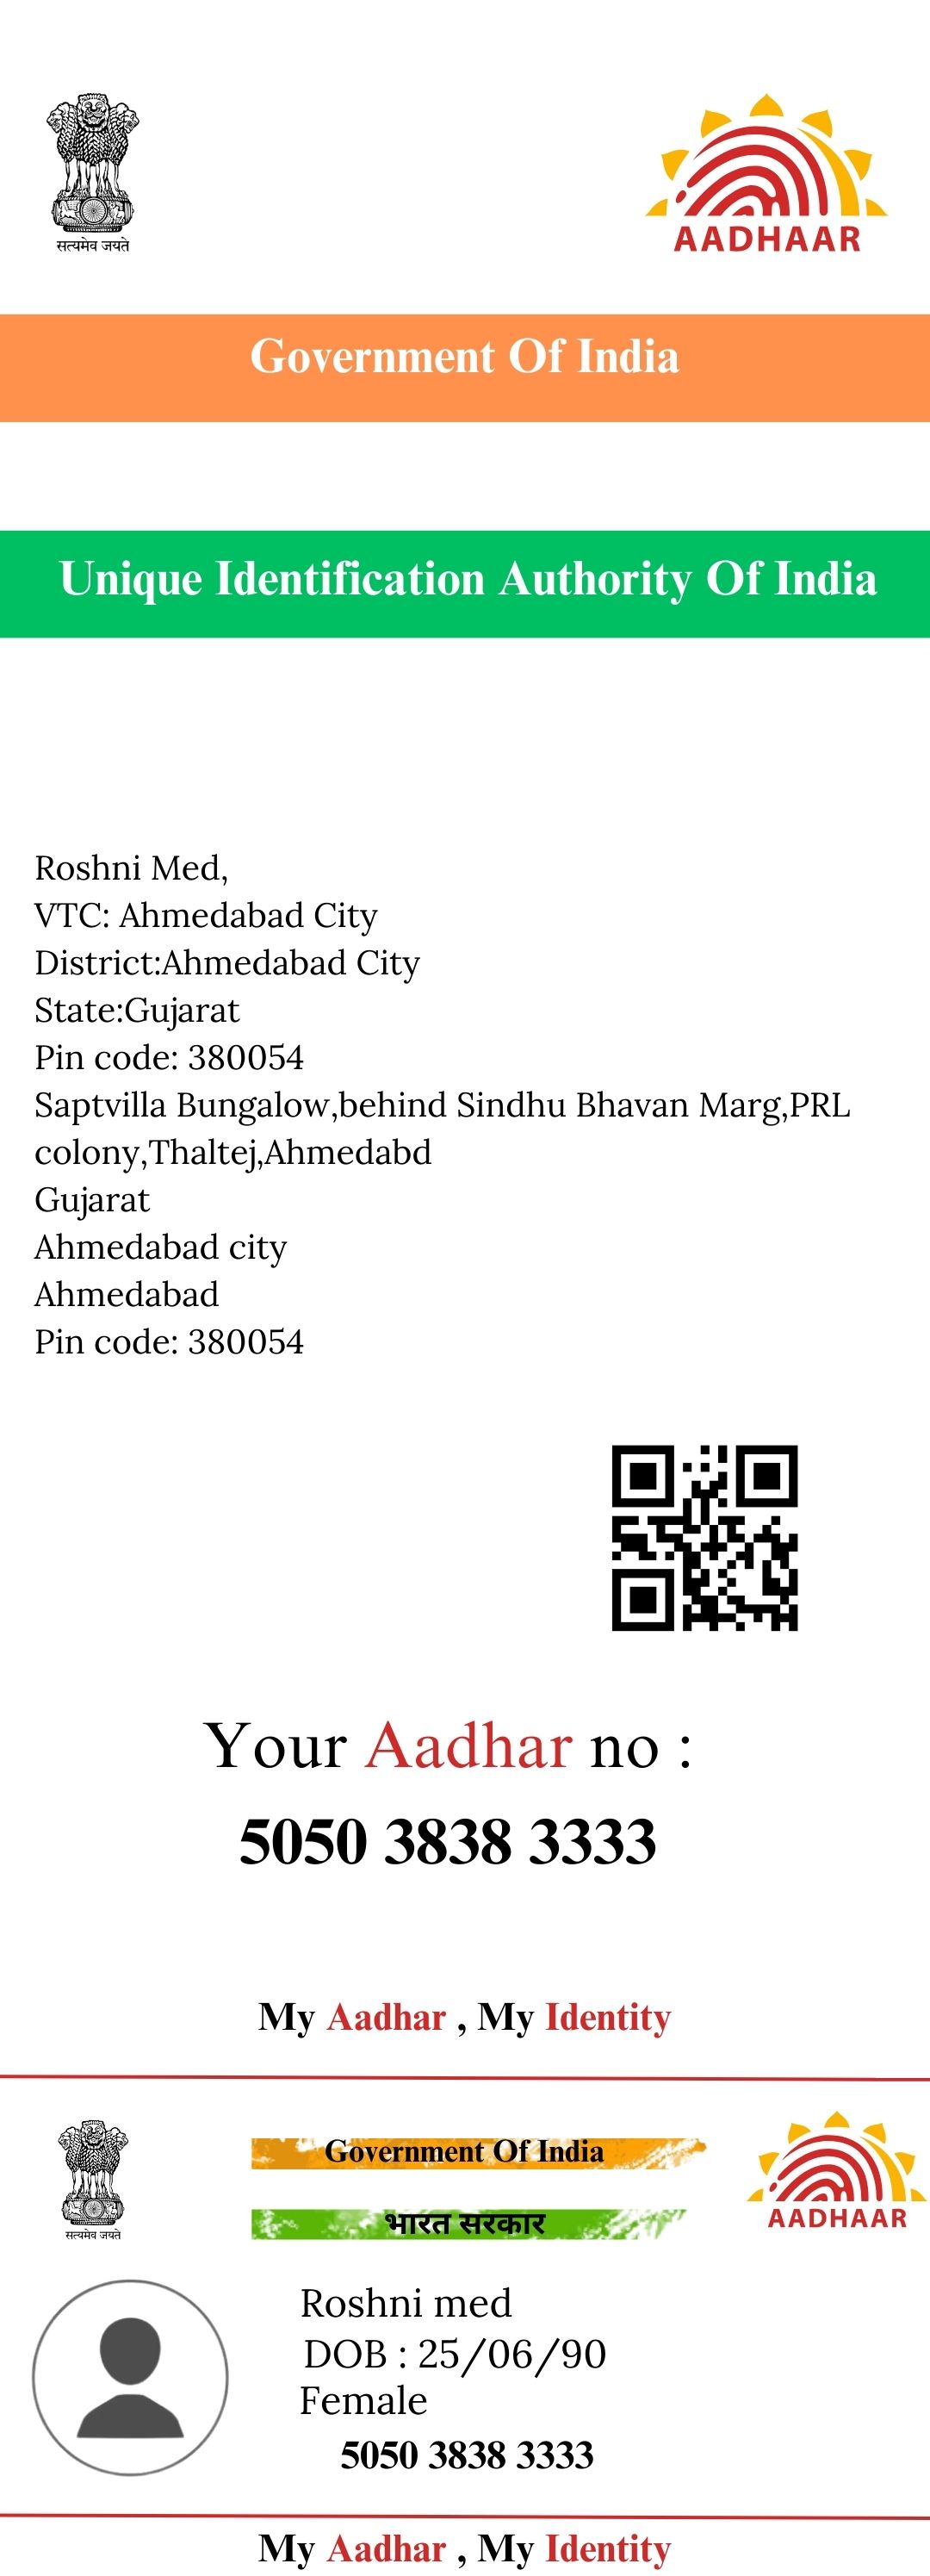 सत्यमेव जयते
AADHAAR
Government Of India
Unique Identification Authority Of India
Roshni Med,
VTC: Ahmedabad City
District:Ahmedabad City
State:Gujarat
Pin code: 380054
Saptvilla Bungalow,behind Sindhu Bhavan Marg,PRL
colony,Thaltej,Ahmedabd
Gujarat
Ahmedabad city
Ahmedabad
Pin code: 380054
Your Aadhar no :
5050 3838 3333
My Aadhar , My Identity
Government Of India
भारत सरकार
सत्यमेव जयते
AADHAAR
Roshni med
DOB : 25/06/90
Female
5050 3838 3333
My Aadhar , My Identity